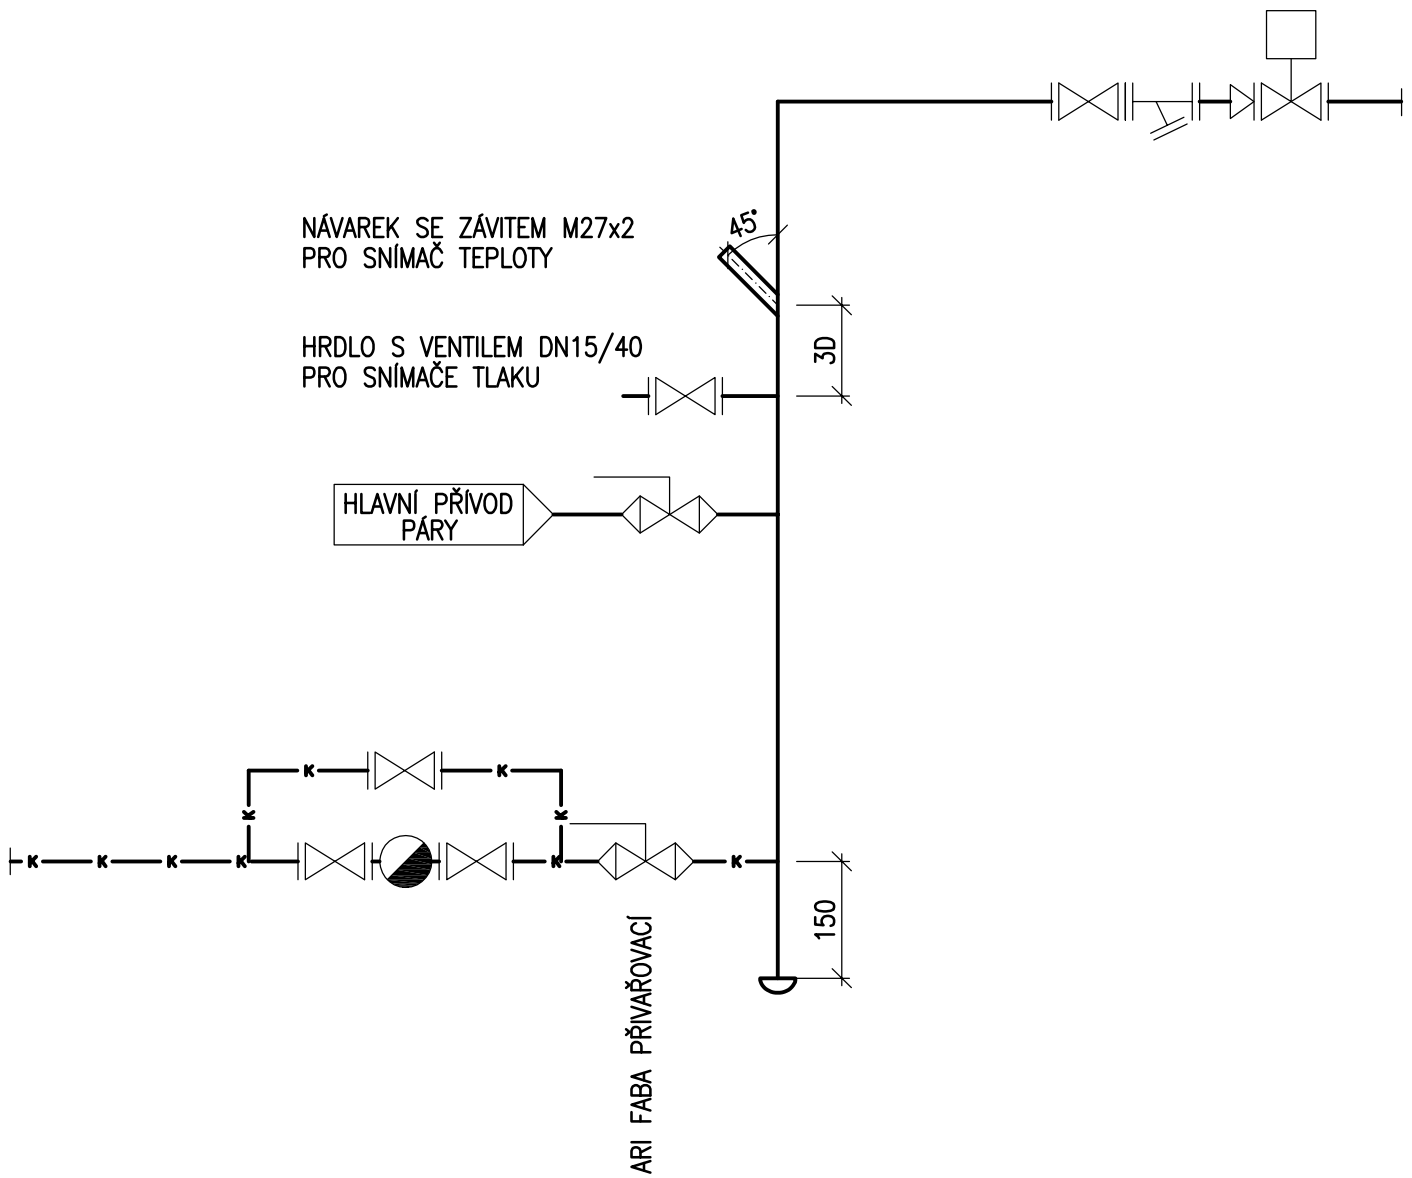 45°
NÁVAREK SE ZÁVITEM M27x2
PRO SNÍMAČ TEPLOTY
HRDLO S VENTILEM DN15/40
PRO SNÍMAČE TLAKU
3D
HLAVNÍ PŘÍVOD
PÁRY
K K
K K
K K K K K K
150
ARI FABA PŘIVAŘOVACÍ